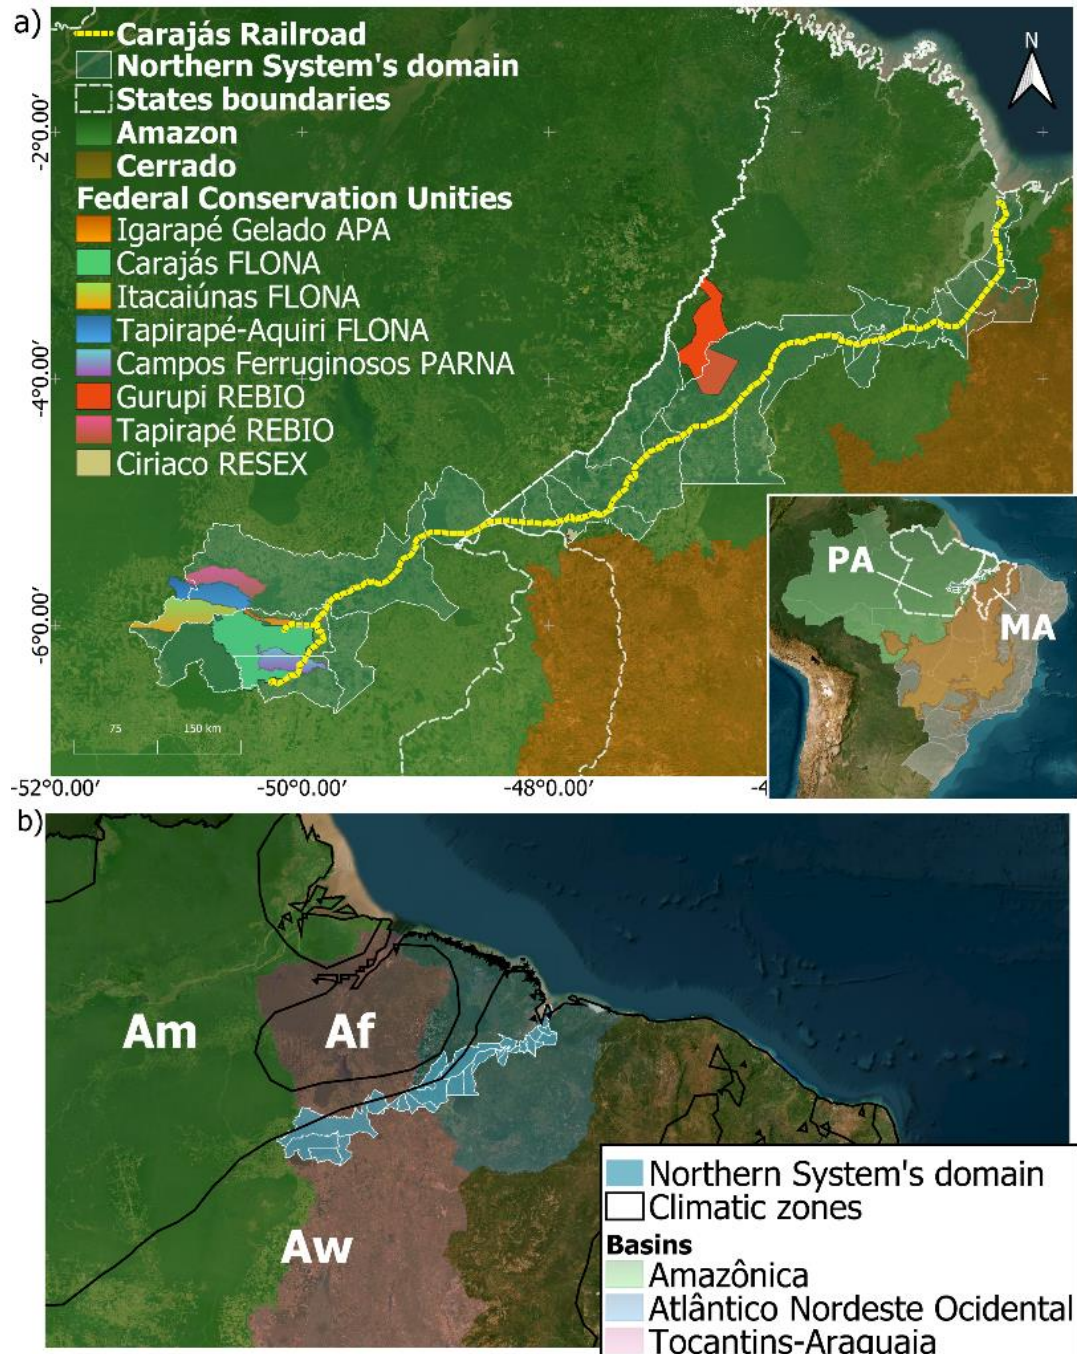 a)
Carajás Railroad
Northern System's domain
States boundaries
Amazon
Cerrado
Federal Conservation Unities
Igarapé Gelado APA
Carajás FLONA
Itacaiúnas FLONA
Tapirapé-Aquiri FLONA
Campos Ferruginosos PARNA
Gurupi REBIO
Tapirapé REBIO
Ciriaco RESEX
N
-2°0.00′
-4°0.00′
-6°0.00′
75 150 km
PA
MA
-52°0.00′ -50°0.00′ -48°0.00′ -4
b)
Am
Af
Aw
Northern System's domain
Climatic zones
Basins
Amazônica
Atlântico Nordeste Ocidental
Tocantins-Araguaia